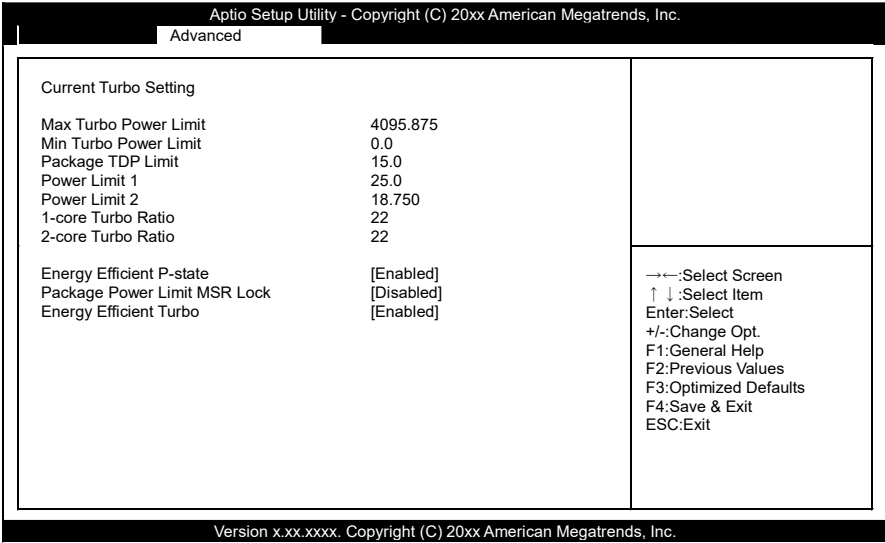 Aptio Setup Utility - Copyright (C) 20xx American Megatrends, Inc.
Advanced
Current Turbo Setting
Max Turbo Power Limit 4095.875
Min Turbo Power Limit 0.0
Package TDP Limit 15.0
Power Limit 1 25.0
Power Limit 2 18.750
1-core Turbo Ratio 22
2-core Turbo Ratio 22
Energy Efficient P-state [Enabled]
Package Power Limit MSR Lock [Disabled]
Energy Efficient Turbo [Enabled]
→←:Select Screen
↑↓:Select Item
Enter:Select
+/-:Change Opt.
F1:General Help
F2:Previous Values
F3:Optimized Defaults
F4:Save & Exit
ESC:Exit
Version x.xx.xxxx. Copyright (C) 20xx American Megatrends, Inc.